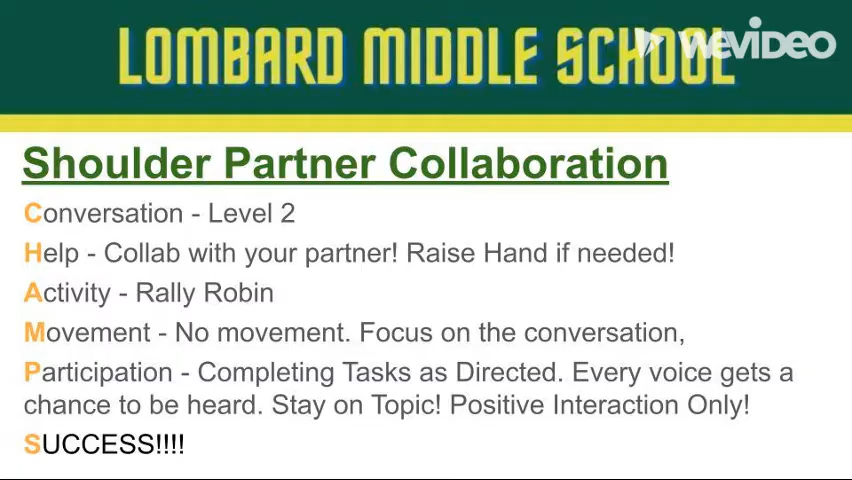 LOMBARD MIDDLE SCHOOL
WEVIDEO
Shoulder Partner Collaboration
Conversation - Level 2
Help - Collab with your partner! Raise Hand if needed!
Activity - Rally Robin
Movement - No movement. Focus on the conversation,
Participation - Completing Tasks as Directed. Every voice gets a
chance to be heard. Stay on Topic! Positive Interaction Only!
SUCCESS!!!!